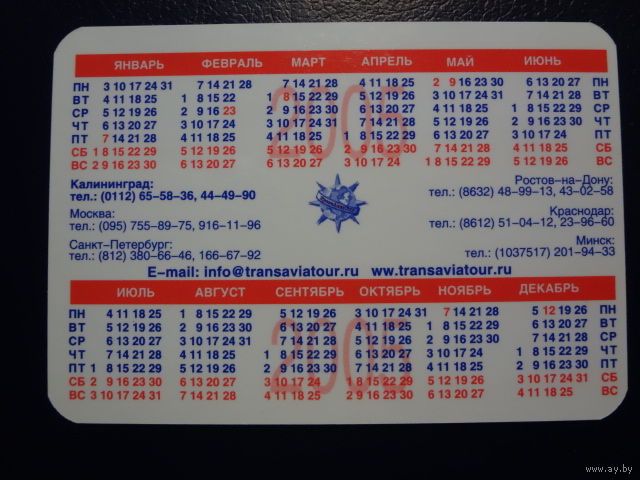 ЯНВАРЬ ФЕВРАЛЬ МАРТ АПРЕЛЬ МАЙ ИЮНЬ
ПН 3 10 17 24 31 7 14 21 28 7 14 21 28 4 11 18 25 2 9 16 23 30 6 13 20 27 ПН
ВТ 4 11 18 25 1 8 15 22 1 8 15 22 29 5 12 19 26 3 10 17 24 31 7 14 21 28 ВТ
СР 5 12 19 26 2 9 16 23 2 9 16 23 30 6 13 20 27 4 11 18 25 1 8 15 22 29 СР
ЧТ 6 13 20 27 3 10 17 24 3 10 17 24 31 7 14 21 28 5 12 19 26 2 9 16 23 30 ЧТ
ПТ 7 14 21 28 4 11 18 25 4 11 18 25 1 8 15 22 29 6 13 20 27 3 10 17 24 ПТ
СБ 1 8 15 22 29 5 12 19 26 5 12 19 26 2 9 16 23 30 7 14 21 28 4 11 18 25 СБ
ВС 2 9 16 23 30 6 13 20 27 6 13 20 27 3 10 17 24 1 8 15 22 29 5 12 19 26 ВС
2005
Калининград:
тел.: (0112) 65-58-36, 44-49-90
Москва:
тел.: (095) 755-89-75, 916-11-96
Санкт-Петербург:
тел.: (812) 380-66-46, 166-67-92
Ростов-на-Дону:
тел.: (8632) 48-99-13, 43-02-58
Краснодар:
тел.: (8612) 51-04-12, 23-96-60
Минск:
тел.: (1037517) 201-94-33
E-mail: info@transaviatour.ru www.transaviatour.ru
ИЮЛЬ АВГУСТ СЕНТЯБРЬ ОКТЯБРЬ НОЯБРЬ ДЕКАБРЬ
ПН 4 11 18 25 1 8 15 22 29 5 12 19 26 3 10 17 24 31 7 14 21 28 5 12 19 26 ПН
ВТ 5 12 19 26 2 9 16 23 30 6 13 20 27 4 11 18 25 1 8 15 22 29 6 13 20 27 ВТ
СР 6 13 20 27 3 10 17 24 31 7 14 21 28 5 12 19 26 2 9 16 23 30 7 14 21 28 СР
ЧТ 7 14 21 28 4 11 18 25 1 8 15 22 29 6 13 20 27 3 10 17 24 1 8 15 22 29 ЧТ
ПТ 1 8 15 22 29 5 12 19 26 2 9 16 23 30 7 14 21 28 4 11 18 25 2 9 16 23 30 ПТ
СБ 2 9 16 23 30 6 13 20 27 3 10 17 24 1 8 15 22 29 5 12 19 26 3 10 17 24 31 СБ
ВС 3 10 17 24 31 7 14 21 28 4 11 18 25 2 9 16 23 30 6 13 20 27 4 11 18 25 ВС
2005
www.ay.by